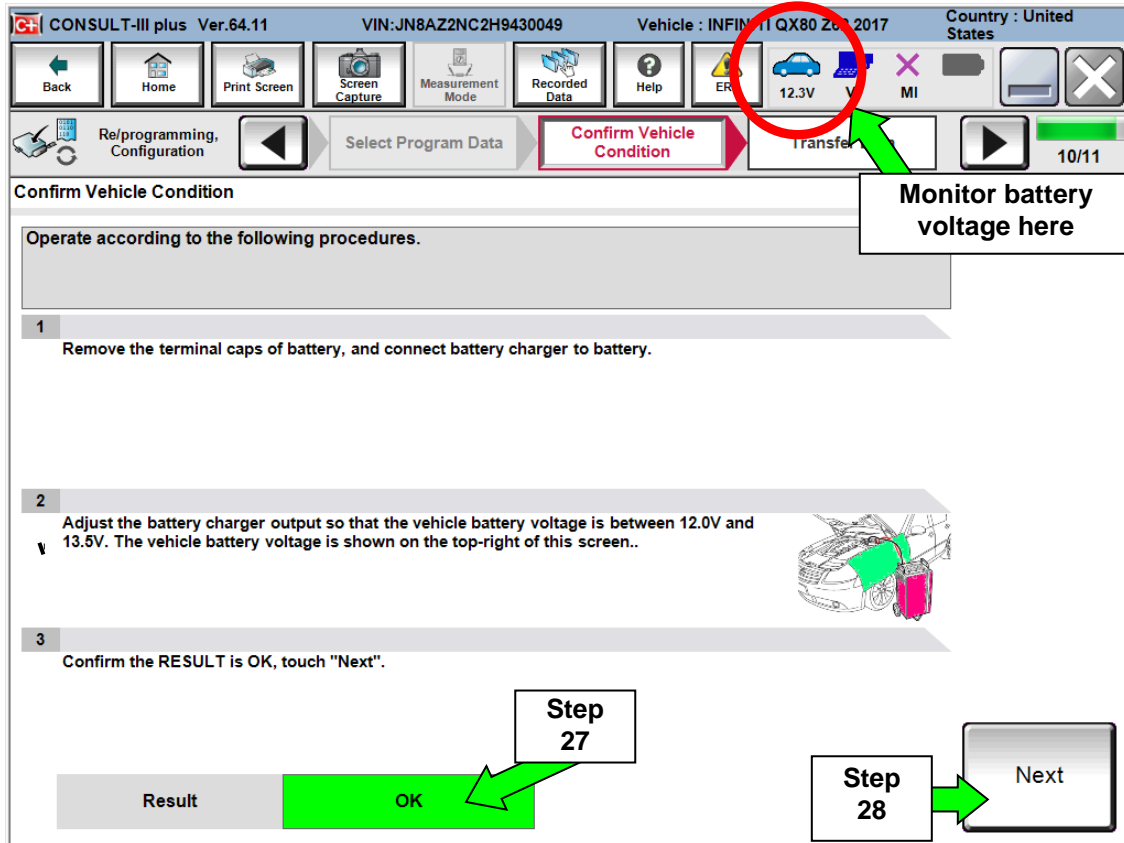 CONSULT-III plus Ver.64.11 VIN:JN8AZ2NC2H9430049 Vehicle : INFINITI QX80 Z62 2017 Country : United
States
Back Home Print Screen Screen
Capture Measurement
Mode Recorded
Data Help 12.3V MI
Re/programming,
Configuration Select Program Data Confirm Vehicle
Condition 10/11
Confirm Vehicle Condition
Monitor battery
voltage here
Operate according to the following procedures.
1
Remove the terminal caps of battery, and connect battery charger to battery.
2
Adjust the battery charger output so that the vehicle battery voltage is between 12.0V and
13.5V. The vehicle battery voltage is shown on the top-right of this screen..
3
Confirm the RESULT is OK, touch "Next".
Step
27
Result OK
Step
28
Next